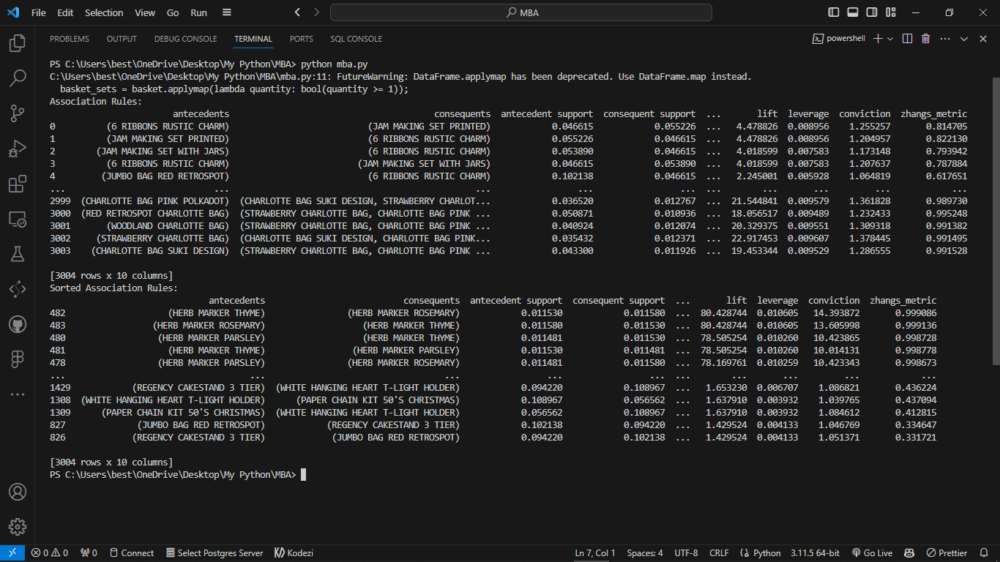 File Edit Selection View Go Run MBA
PROBLEMS OUTPUT DEBUG CONSOLE TERMINAL PORTS SQL CONSOLE powershell
PS C:\Users\best\OneDrive\Desktop\My Python\MBA> python mba.py
C:\Users\best\OneDrive\Desktop\My Python\MBA\mba.py:11: FutureWarning: DataFrame.applymap has been deprecated. Use DataFrame.map instead.
basket_sets = basket.applymap(lambda quantity: bool(quantity >= 1));
Association Rules:
antecedents consequents antecedent support consequent support ... lift leverage conviction zhangs_metric
0 (6 RIBBONS RUSTIC CHARM) (JAM MAKING SET PRINTED) 0.046615 0.055226 ... 4.478826 0.008956 1.255257 0.814705
1 (JAM MAKING SET PRINTED) (6 RIBBONS RUSTIC CHARM) 0.055226 0.046615 ... 4.478826 0.008956 1.204957 0.822130
2 (JAM MAKING SET WITH JARS) (6 RIBBONS RUSTIC CHARM) 0.053890 0.046615 ... 4.018599 0.007583 1.173148 0.793942
3 (6 RIBBONS RUSTIC CHARM) (JAM MAKING SET WITH JARS) 0.046615 0.053890 ... 4.018599 0.007583 1.207637 0.787884
4 (JUMBO BAG RED RETROSPOT) (6 RIBBONS RUSTIC CHARM) 0.102138 0.046615 ... 2.245001 0.005928 1.064819 0.617651
... ... ... ... ... ... ... ... ... ...
2999 (CHARLOTTE BAG PINK POLKADOT) (CHARLOTTE BAG SUKI DESIGN, STRAWBERRY CHARLOT... 0.036520 0.012767 ... 21.544841 0.009579 1.361828 0.989730
3000 (RED RETROSPOT CHARLOTTE BAG) (STRAWBERRY CHARLOTTE BAG, CHARLOTTE BAG PINK ... 0.050871 0.010936 ... 18.056517 0.009489 1.232433 0.995248
3001 (WOODLAND CHARLOTTE BAG) (STRAWBERRY CHARLOTTE BAG, CHARLOTTE BAG PINK ... 0.040924 0.012074 ... 20.329375 0.009551 1.309318 0.991382
3002 (STRAWBERRY CHARLOTTE BAG) (CHARLOTTE BAG SUKI DESIGN, CHARLOTTE BAG PINK... 0.035432 0.012371 ... 22.917453 0.009607 1.378445 0.991495
3003 (CHARLOTTE BAG SUKI DESIGN) (STRAWBERRY CHARLOTTE BAG, CHARLOTTE BAG PINK ... 0.043300 0.011926 ... 19.453344 0.009529 1.286555 0.991528
[3004 rows x 10 columns]
Sorted Association Rules:
antecedents consequents antecedent support consequent support ... lift leverage conviction zhangs_metric
482 (HERB MARKER THYME) (HERB MARKER ROSEMARY) 0.011530 0.011580 ... 80.428744 0.010605 14.393872 0.999086
483 (HERB MARKER ROSEMARY) (HERB MARKER THYME) 0.011580 0.011530 ... 80.428744 0.010605 13.605998 0.999136
480 (HERB MARKER PARSLEY) (HERB MARKER THYME) 0.011481 0.011530 ... 78.505254 0.010260 10.423865 0.998728
481 (HERB MARKER THYME) (HERB MARKER PARSLEY) 0.011530 0.011481 ... 78.505254 0.010260 10.014131 0.998778
478 (HERB MARKER PARSLEY) (HERB MARKER ROSEMARY) 0.011481 0.011580 ... 78.169761 0.010259 10.423343 0.998673
... ... ... ... ... ... ... ... ... ...
1429 (REGENCY CAKESTAND 3 TIER) (WHITE HANGING HEART T-LIGHT HOLDER) 0.094220 0.108967 ... 1.653230 0.006707 1.086821 0.436224
1308 (WHITE HANGING HEART T-LIGHT HOLDER) (PAPER CHAIN KIT 50'S CHRISTMAS) 0.108967 0.056562 ... 1.637910 0.003932 1.039765 0.437094
1309 (PAPER CHAIN KIT 50'S CHRISTMAS) (WHITE HANGING HEART T-LIGHT HOLDER) 0.056562 0.108967 ... 1.637910 0.003932 1.084612 0.412815
827 (JUMBO BAG RED RETROSPOT) (REGENCY CAKESTAND 3 TIER) 0.102138 0.094220 ... 1.429524 0.004133 1.046769 0.334647
826 (REGENCY CAKESTAND 3 TIER) (JUMBO BAG RED RETROSPOT) 0.094220 0.102138 ... 1.429524 0.004133 1.051371 0.331721
[3004 rows x 10 columns]
PS C:\Users\best\OneDrive\Desktop\My Python\MBA>
0 0 0 Connect Select Postgres Server Kodezi Ln 7, Col 1 Spaces: 4 UTF-8 CRLF Python 3.11.5 64-bit Go Live Prettier